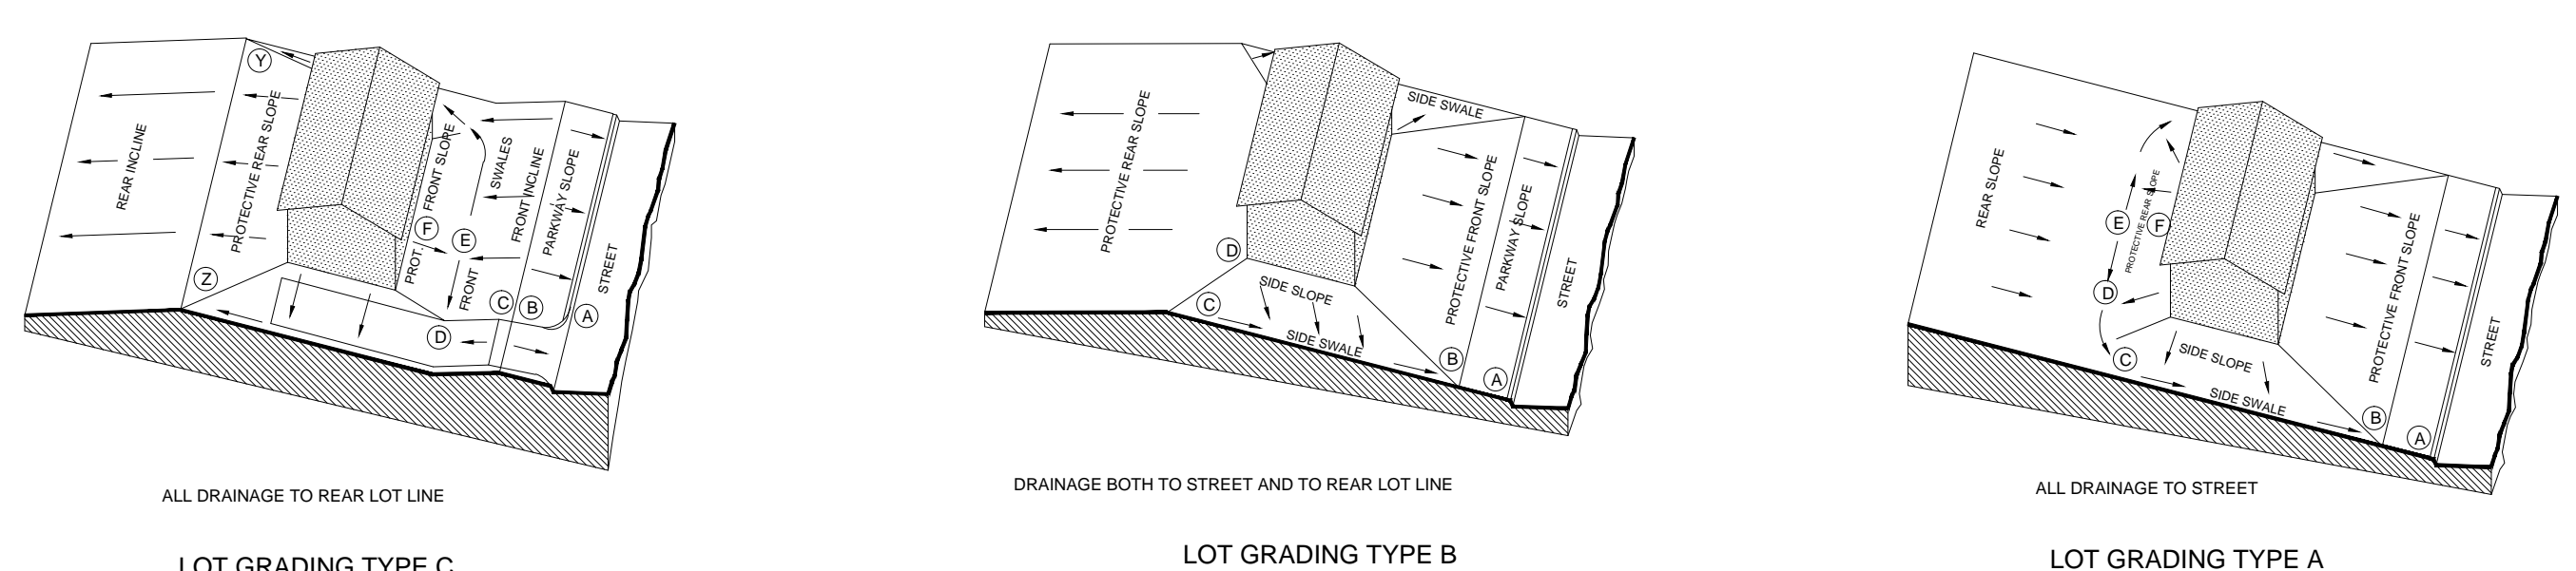 Y
REAR INCLINE
PROTECTIVE REAR SLOPE
Z
PROT. FRONT SLOPE
F
E
FRONT SWALES
FRONT INCLINE
PARKWAY SLOPE
STREET
C
B
A
D
ALL DRAINAGE TO REAR LOT LINE
LOT GRADING TYPE C
SIDE SWALE
PROTECTIVE REAR SLOPE
D
SIDE SLOPE
C
SIDE SWALE
PROTECTIVE FRONT SLOPE
PARKWAY SLOPE
STREET
B
A
DRAINAGE BOTH TO STREET AND TO REAR LOT LINE
LOT GRADING TYPE B
REAR SLOPE
E
PROTECTIVE REAR SLOPE
F
D
C
SIDE SLOPE
SIDE SWALE
PROTECTIVE FRONT SLOPE
STREET
B
A
ALL DRAINAGE TO STREET
LOT GRADING TYPE A